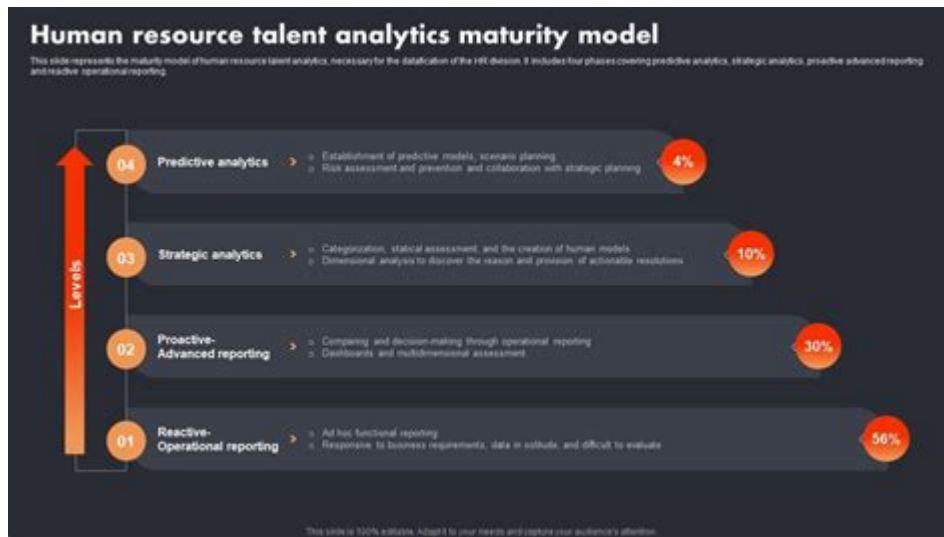 Human resource talent analytics maturity model
This slide represents the maturity model of human resource talent analytics, necessary for the datafication of the HR division. It includes four phases covering predictive analytics, strategic analytics, proactive advanced reporting
and reactive operational reporting.
Levels
04
Predictive analytics
o Establishment of predictive models, scenario planning
o Risk assessment and prevention and collaboration with strategic planning
4%
03
Strategic analytics
o Categorization, statical assessment, and the creation of human models
o Dimensional analysis to discover the reason and provision of actionable resolutions
10%
02
Proactive-
Advanced reporting
o Comparing and decision-making through operational reporting
o Dashboards and multidimensional assessment
30%
01
Reactive-
Operational reporting
o Ad hoc functional reporting
o Responsive to business requirements, data in solitude, and difficult to evaluate
56%
This slide is 100% editable. Adapt it to your needs and capture your audience's attention.